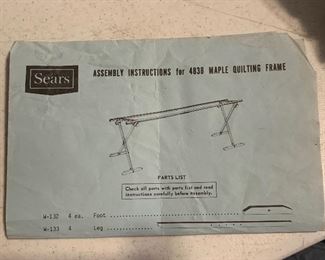 Sears
ASSEMBLY INSTRUCTIONS for 4838 MAPLE QUILTING FRAME
PARTS LIST
Check all parts with parts list and read
instructions carefully before assembly.
W-132 4 ea. Foot
W-133 4 Leg